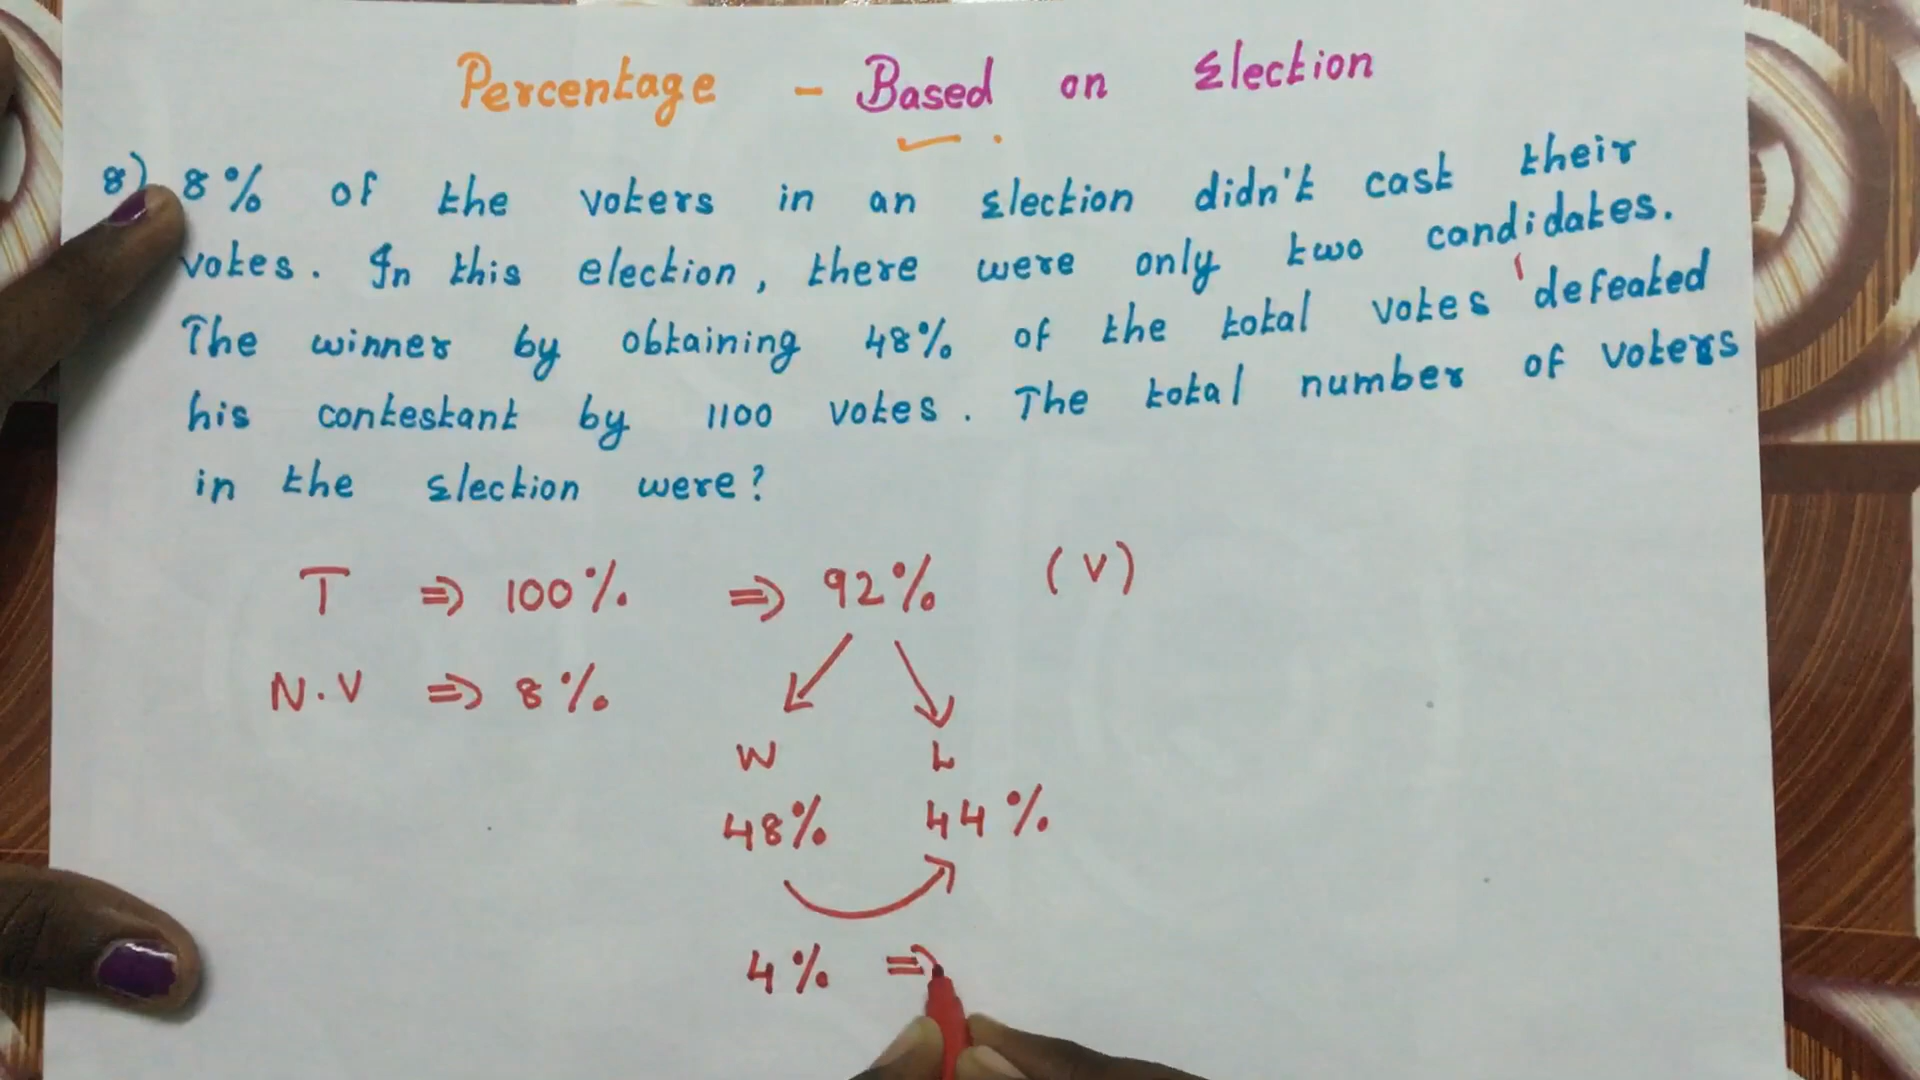 Percentage - Based on Election
8) 8% of the voters in an Election didn't cast their
votes. In this election, there were only two candidates.
The winner by obtaining 48% of the total votes defeated
his contestant by 1100 votes. The total number of voters
in the Election were?
T ⇒ 100% ⇒ 92% (V)
N.V ⇒ 8%
W L
48% 44%
4% ⇒